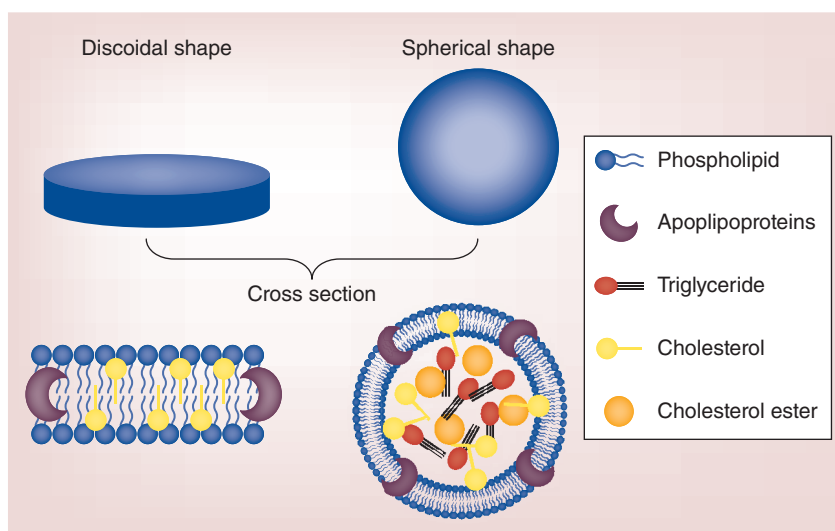 Discoidal shape
Spherical shape
Cross section
Phospholipid
Apoplipoproteins
Triglyceride
Cholesterol
Cholesterol ester